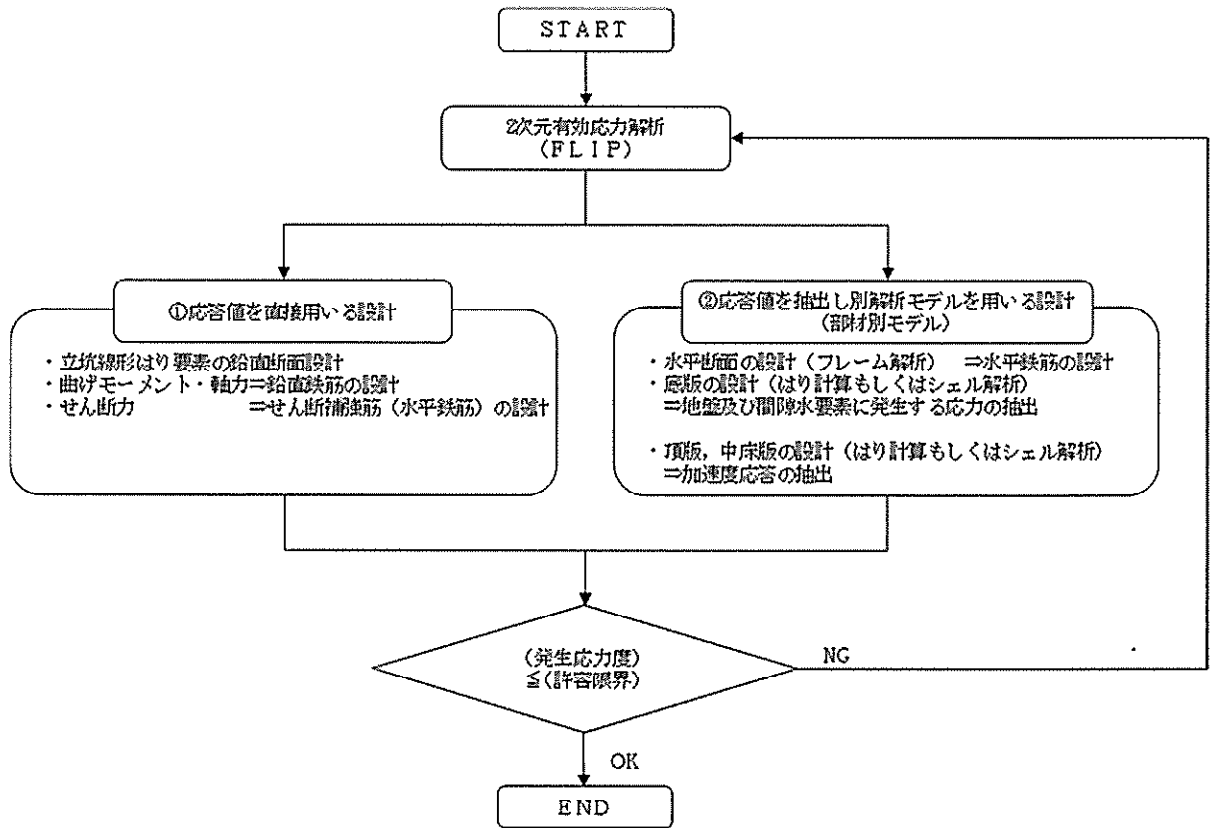 START
2次元有効応力解析
(FLIP)
①応答値を直接用いる設計
・立坑線形はり要素の鉛直断面設計
・曲げモーメント・軸力⇒鉛直鉄筋の設計
・せん断力 ⇒せん断補強筋(水平鉄筋)の設計
②応答値を抽出し別解析モデルを用いる設計
(部材別モデル)
・水平断面の設計(フレーム解析) ⇒水平鉄筋の設計
・底版の設計(はり計算もしくはシェル解析)
⇒地盤及び間隙水要素に発生する応力の抽出
・頂版,中床版の設計(はり計算もしくはシェル解析)
⇒加速度応答の抽出
(発生応力度)
≦(許容限界)
NG
OK
END